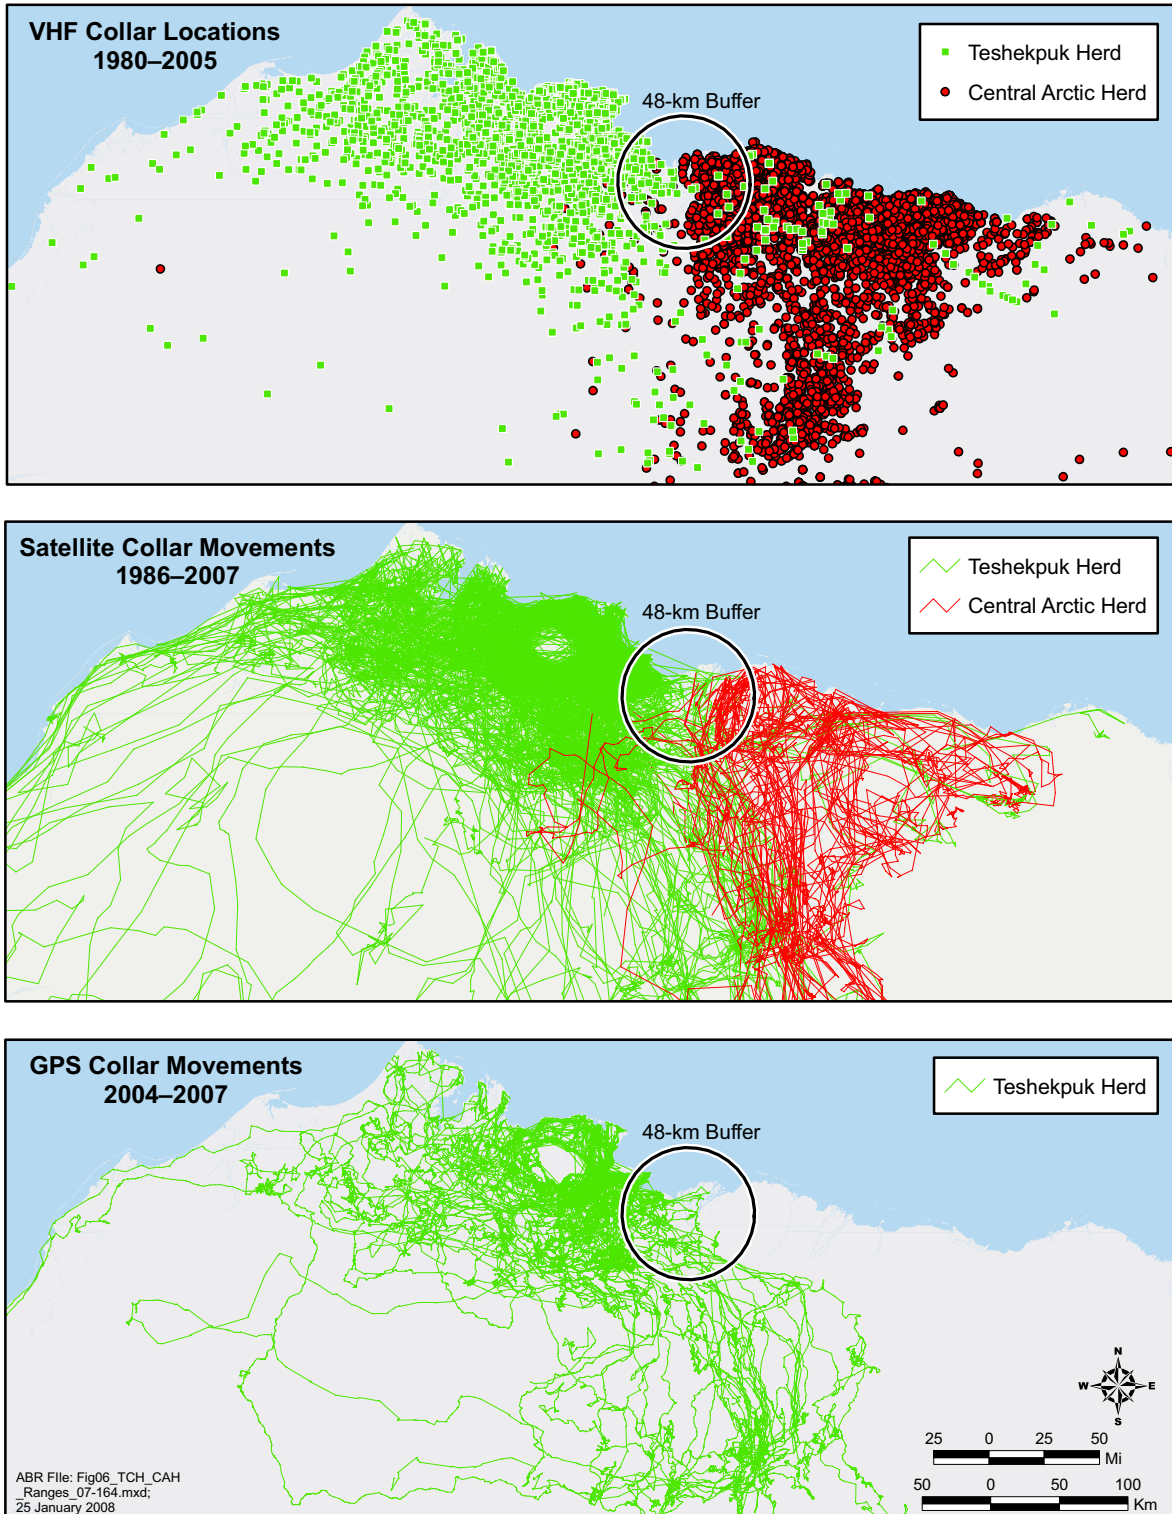 VHF Collar Locations
1980–2005
48-km Buffer
Teshekpuk Herd
Central Arctic Herd
Satellite Collar Movements
1986–2007
48-km Buffer
Teshekpuk Herd
Central Arctic Herd
GPS Collar Movements
2004–2007
48-km Buffer
Teshekpuk Herd
N
W E
S
25 0 25 50
Mi
50 0 50 100
Km
ABR FIle: Fig06_TCH_CAH
_Ranges_07-164.mxd;
25 January 2008